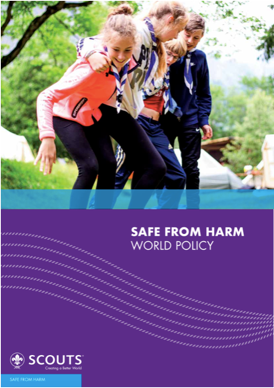 SAFE FROM HARM
WORLD POLICY
SCOUTS
Creating a Better World
SAFE FROM HARM